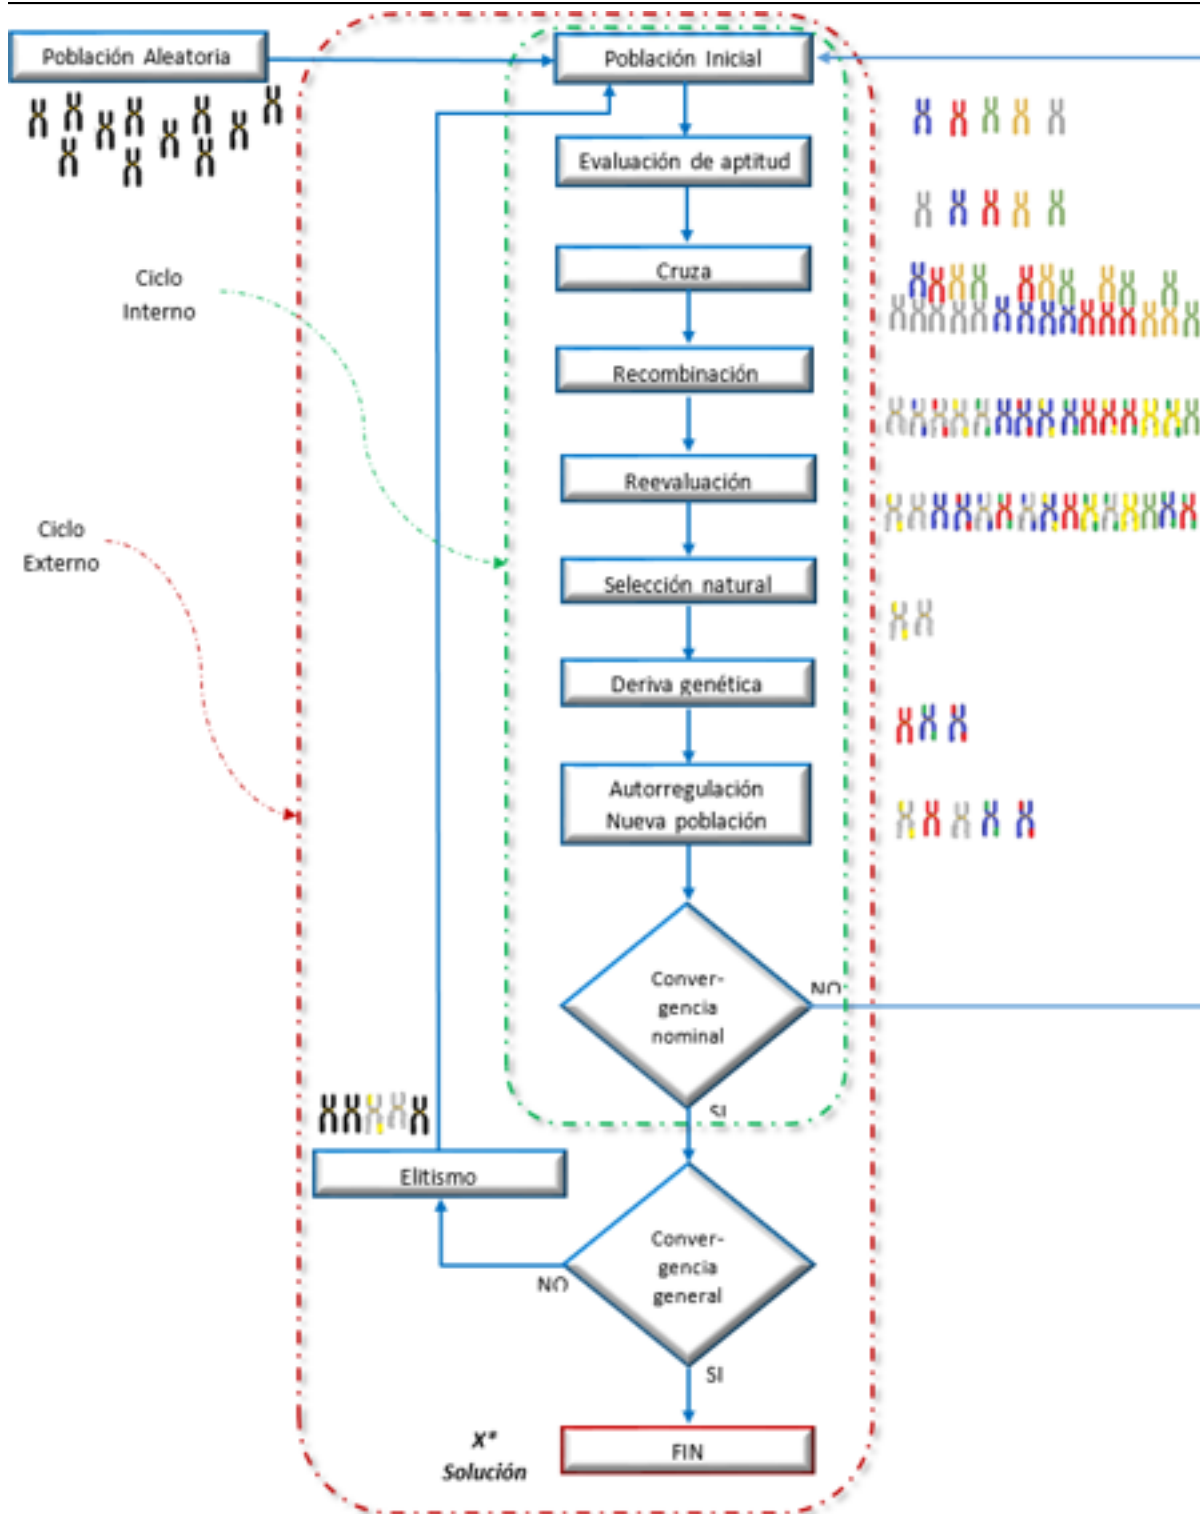 Población Aleatoria
Población Inicial
Evaluación de aptitud
Ciclo
Interno
Cruza
Recombinación
Reevaluación
Ciclo
Externo
Selección natural
Deriva genética
Autorregulación
Nueva población
Conver-
gencia
nominal
NO
SI
Elitismo
Conver-
gencia
general
NO
SI
X*
Solución
FIN